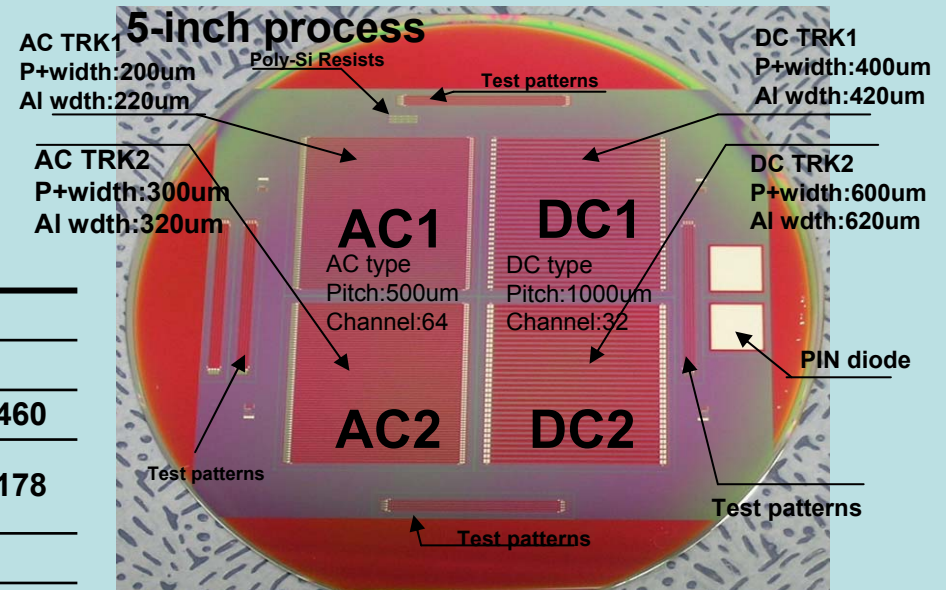 5-inch process
AC TRK1
P+width:200um
Al wdth:220um
Poly-Si Resists
Test patterns
DC TRK1
P+width:400um
Al wdth:420um
AC TRK2
P+width:300um
Al wdth:320um
DC TRK2
P+width:600um
Al wdth:620um
AC1
AC type
Pitch:500um
Channel:64
DC1
DC type
Pitch:1000um
Channel:32
PIN diode
460
178
AC2
DC2
Test patterns
Test patterns
Test patterns